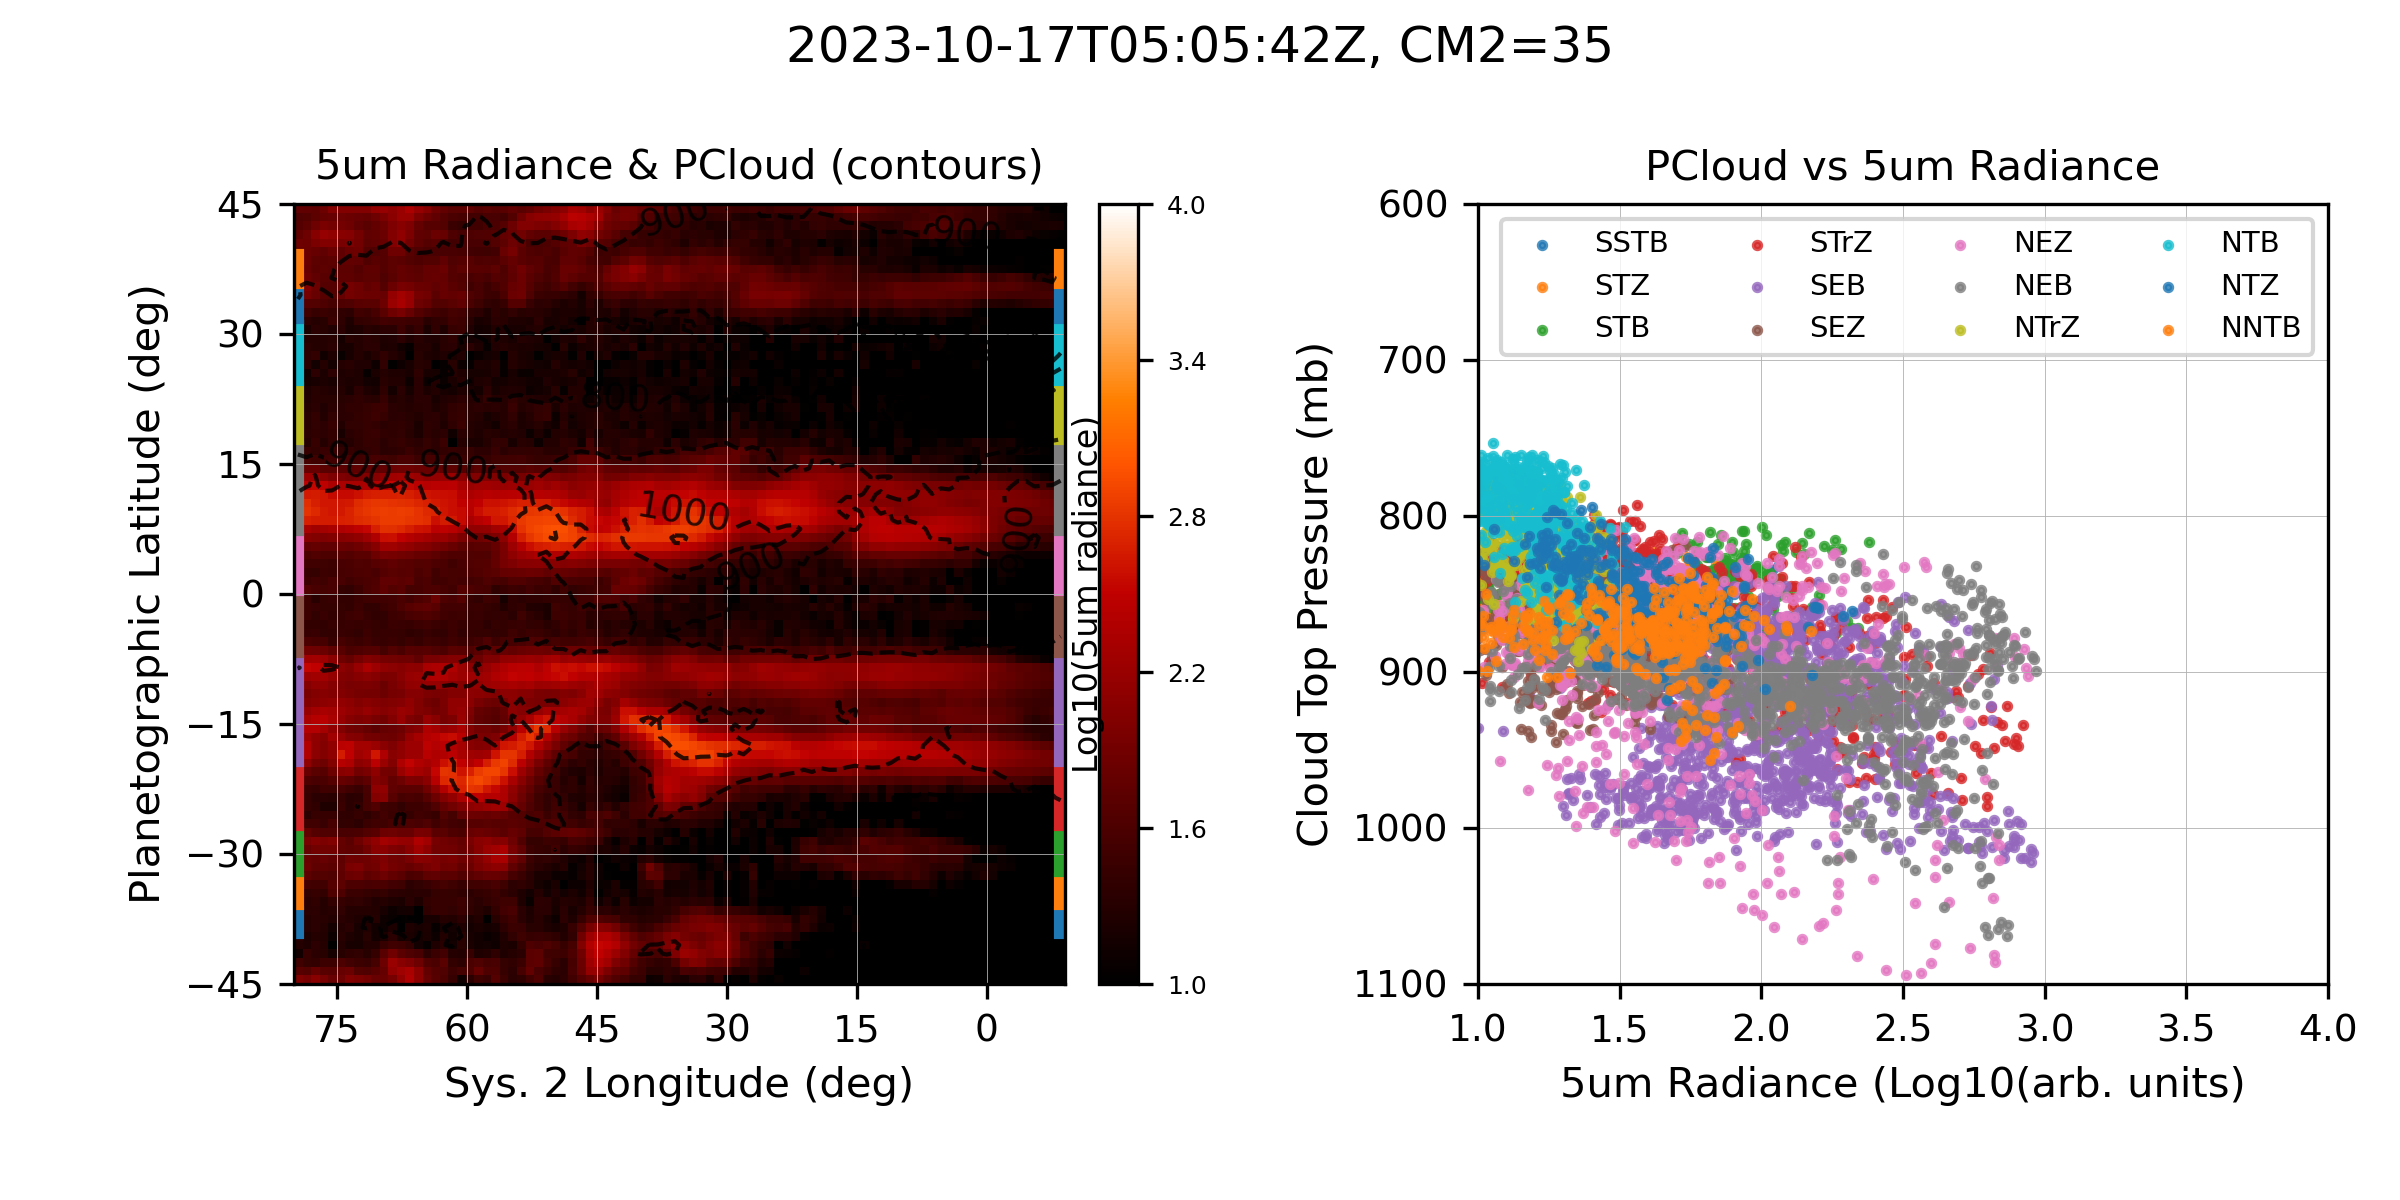 2023-10-17T05:05:42Z, CM2=35
5um Radiance & PCloud (contours)
45
30
15
0
−15
−30
−45
Planetographic Latitude (deg)
75
60
45
30
15
0
Sys. 2 Longitude (deg)
900
900
800
900
900
1000
900
900
4.0
3.4
2.8
2.2
1.6
1.0
Log10(5um radiance)
PCloud vs 5um Radiance
600
700
800
900
1000
1100
Cloud Top Pressure (mb)
SSTB
STZ
STB
STrZ
SEB
SEZ
NEZ
NEB
NTrZ
NTB
NTZ
NNTB
1.0
1.5
2.0
2.5
3.0
3.5
4.0
5um Radiance (Log10(arb. units)